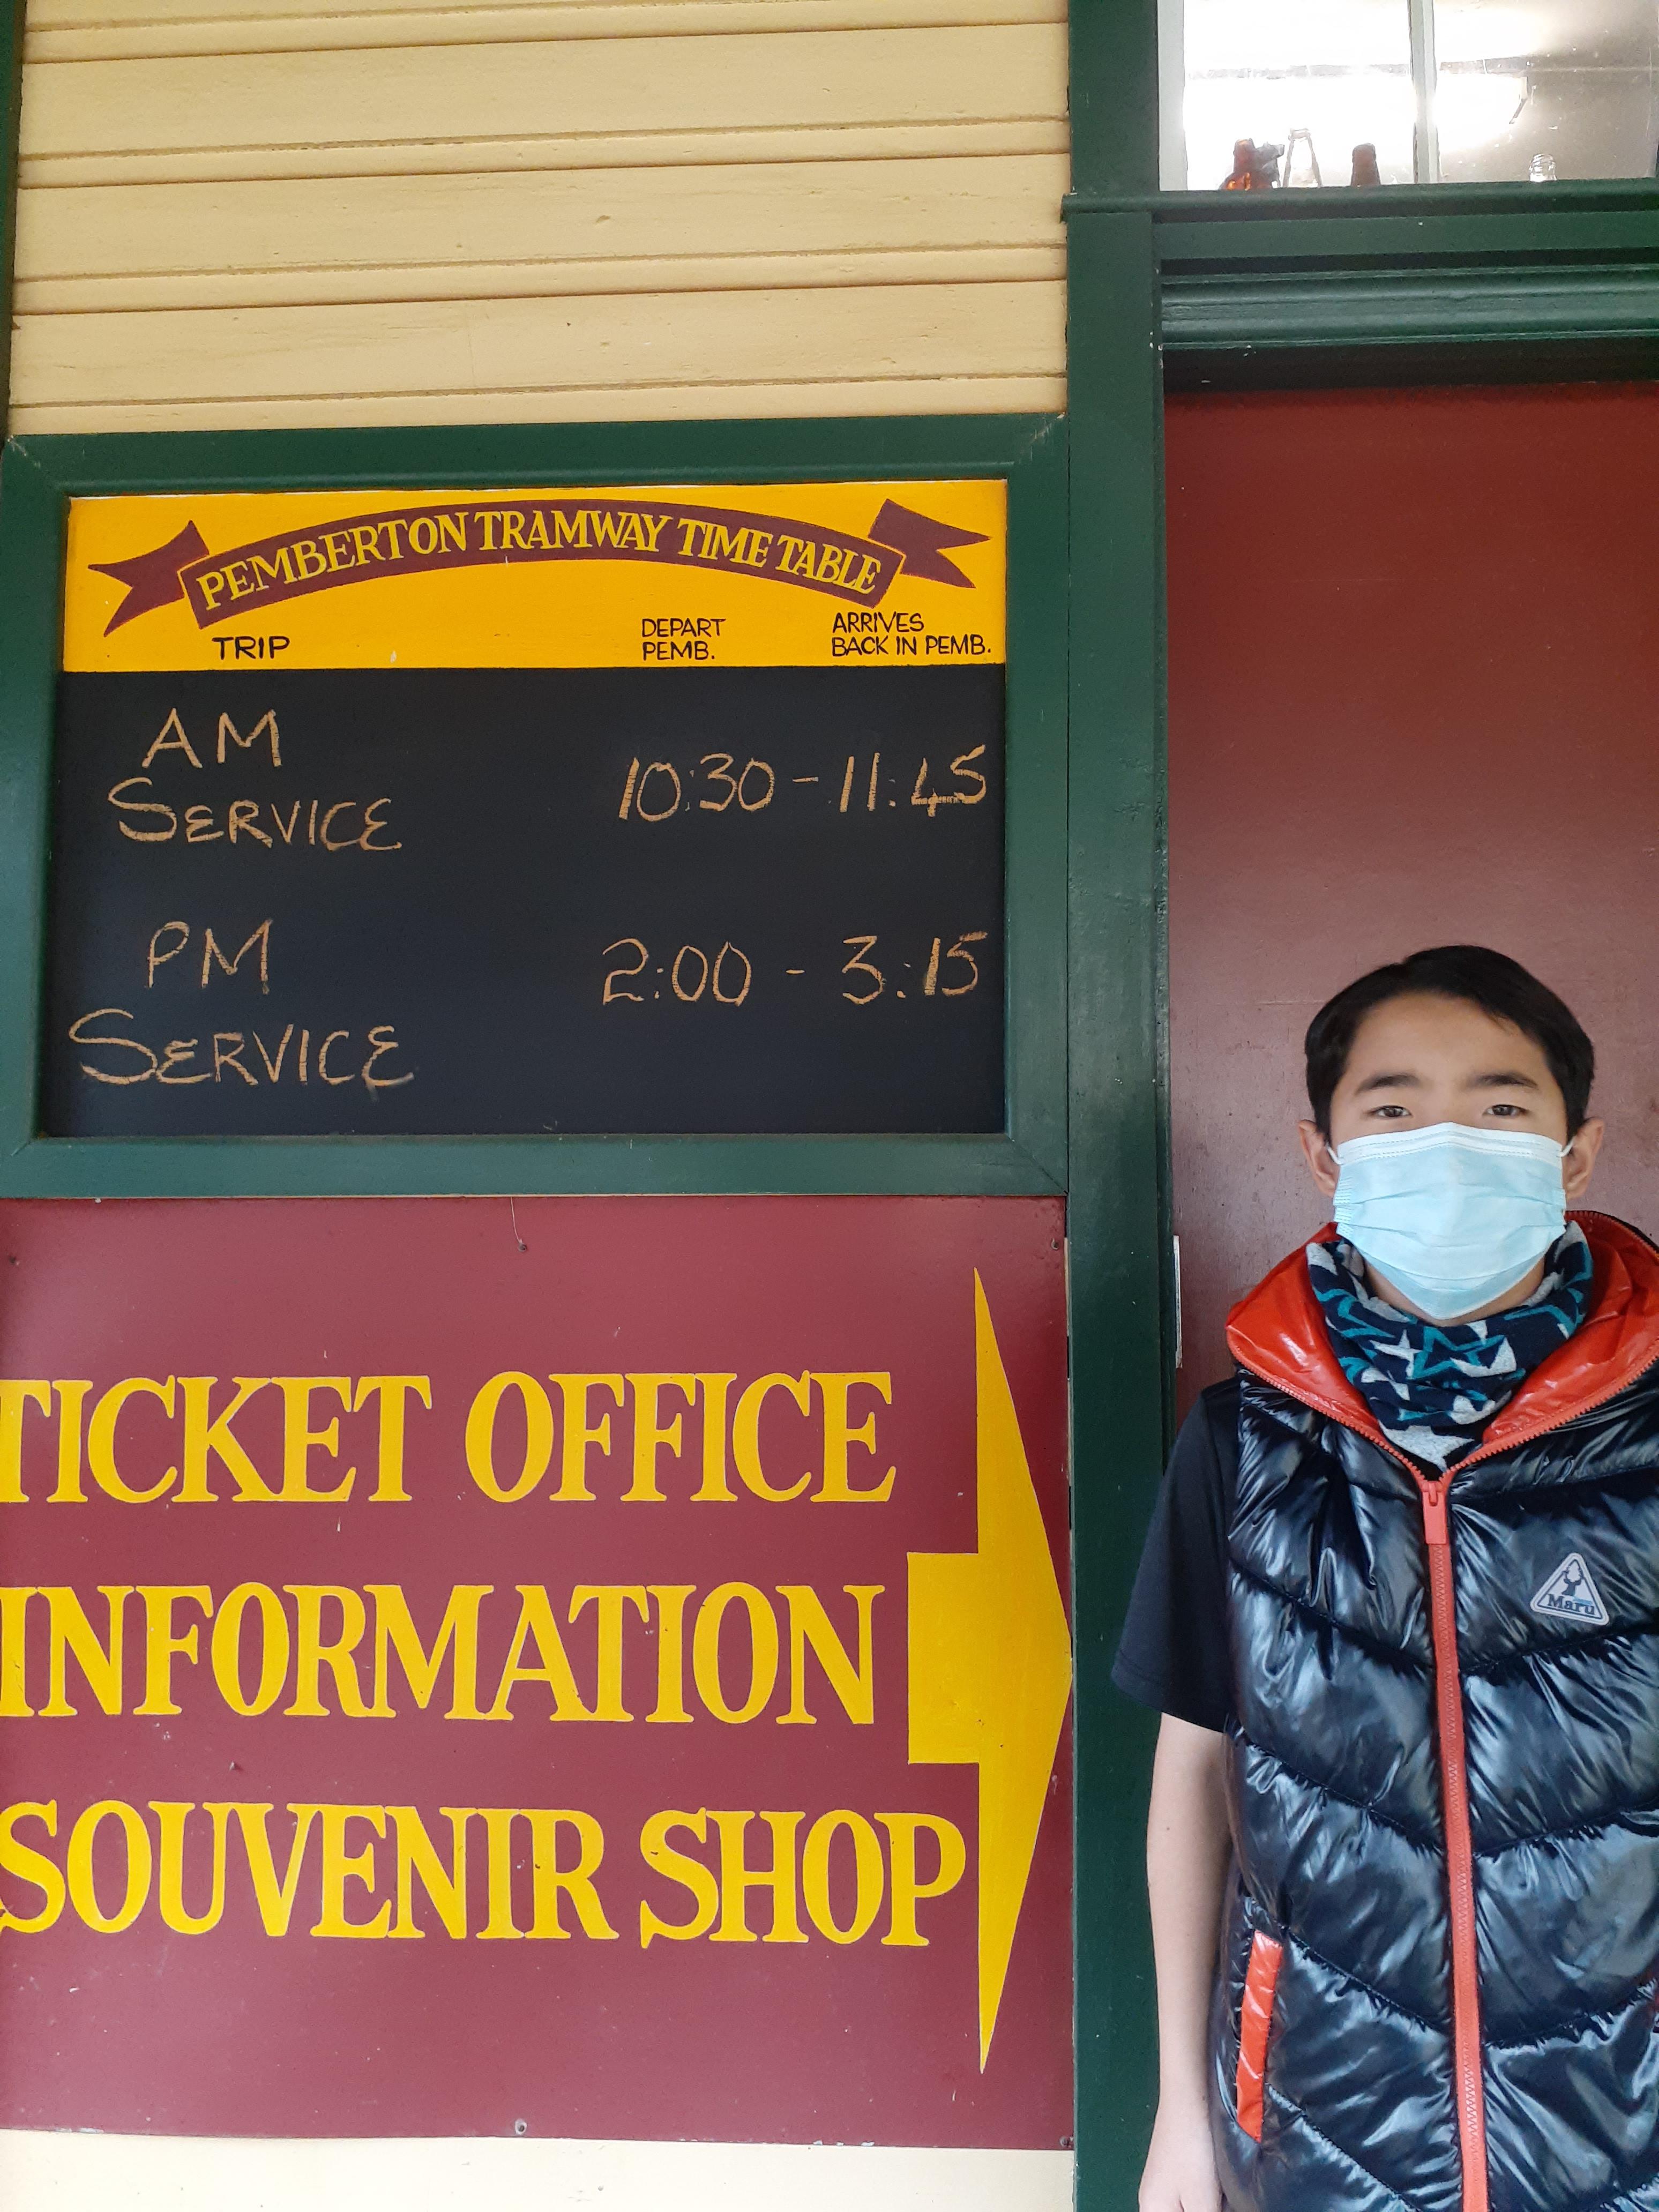 PEMBERTON TRAMWAY TIME TABLE
TRIP DEPART PEMB. ARRIVES BACK IN PEMB.
AM SERVICE 10:30 - 11:45
PM SERVICE 2:00 - 3:15
TICKET OFFICE
INFORMATION
SOUVENIR SHOP
Maru